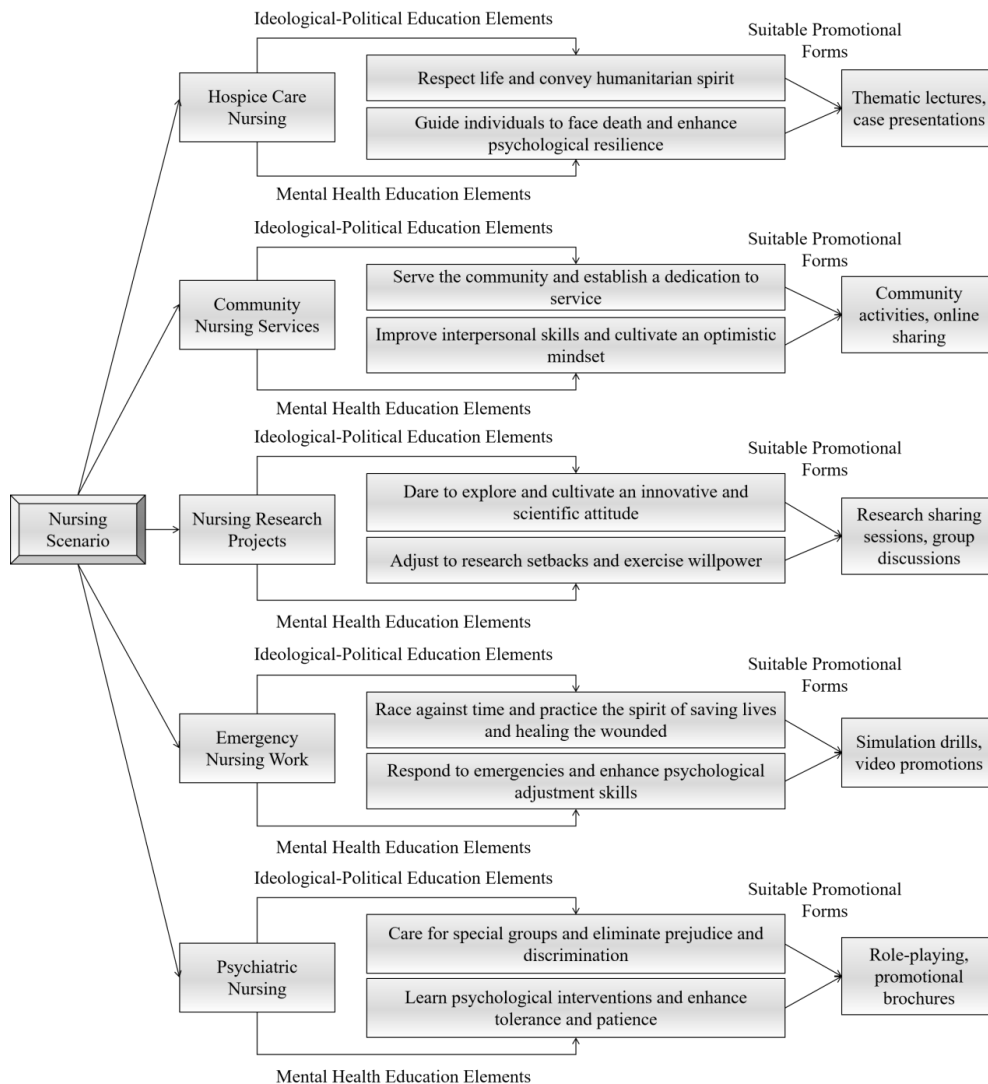 Ideological-Political Education Elements
Suitable Promotional
Forms
Hospice Care
Nursing
Respect life and convey humanitarian spirit
Guide individuals to face death and enhance
psychological resilience
Thematic lectures,
case presentations
Mental Health Education Elements
Ideological-Political Education Elements
Suitable Promotional
Forms
Community
Nursing Services
Serve the community and establish a dedication to
service
Improve interpersonal skills and cultivate an optimistic
mindset
Community
activities, online
sharing
Mental Health Education Elements
Ideological-Political Education Elements
Suitable Promotional
Forms
Nursing
Scenario
Nursing Research
Projects
Dare to explore and cultivate an innovative and
scientific attitude
Adjust to research setbacks and exercise willpower
Research sharing
sessions, group
discussions
Mental Health Education Elements
Ideological-Political Education Elements
Suitable Promotional
Forms
Emergency
Nursing Work
Race against time and practice the spirit of saving lives
and healing the wounded
Respond to emergencies and enhance psychological
adjustment skills
Simulation drills,
video promotions
Mental Health Education Elements
Ideological-Political Education Elements
Suitable Promotional
Forms
Psychiatric
Nursing
Care for special groups and eliminate prejudice and
discrimination
Learn psychological interventions and enhance
tolerance and patience
Role-playing,
promotional
brochures
Mental Health Education Elements